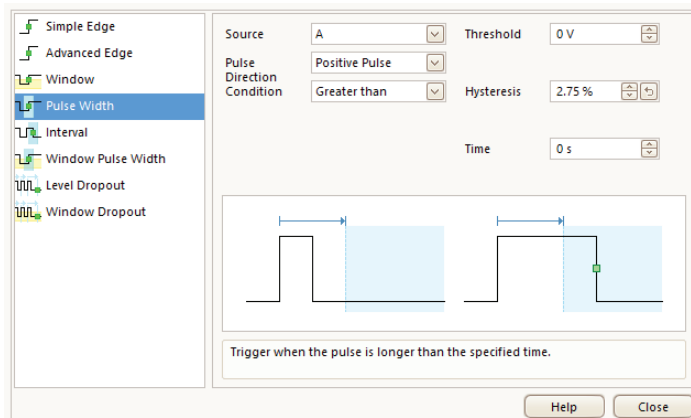 Simple Edge
Advanced Edge
Window
Pulse Width
Interval
Window Pulse Width
Level Dropout
Window Dropout
Source A Threshold 0 V
Pulse Direction Positive Pulse
Condition Greater than Hysteresis 2.75 %
Time 0 s
Trigger when the pulse is longer than the specified time.
Help Close